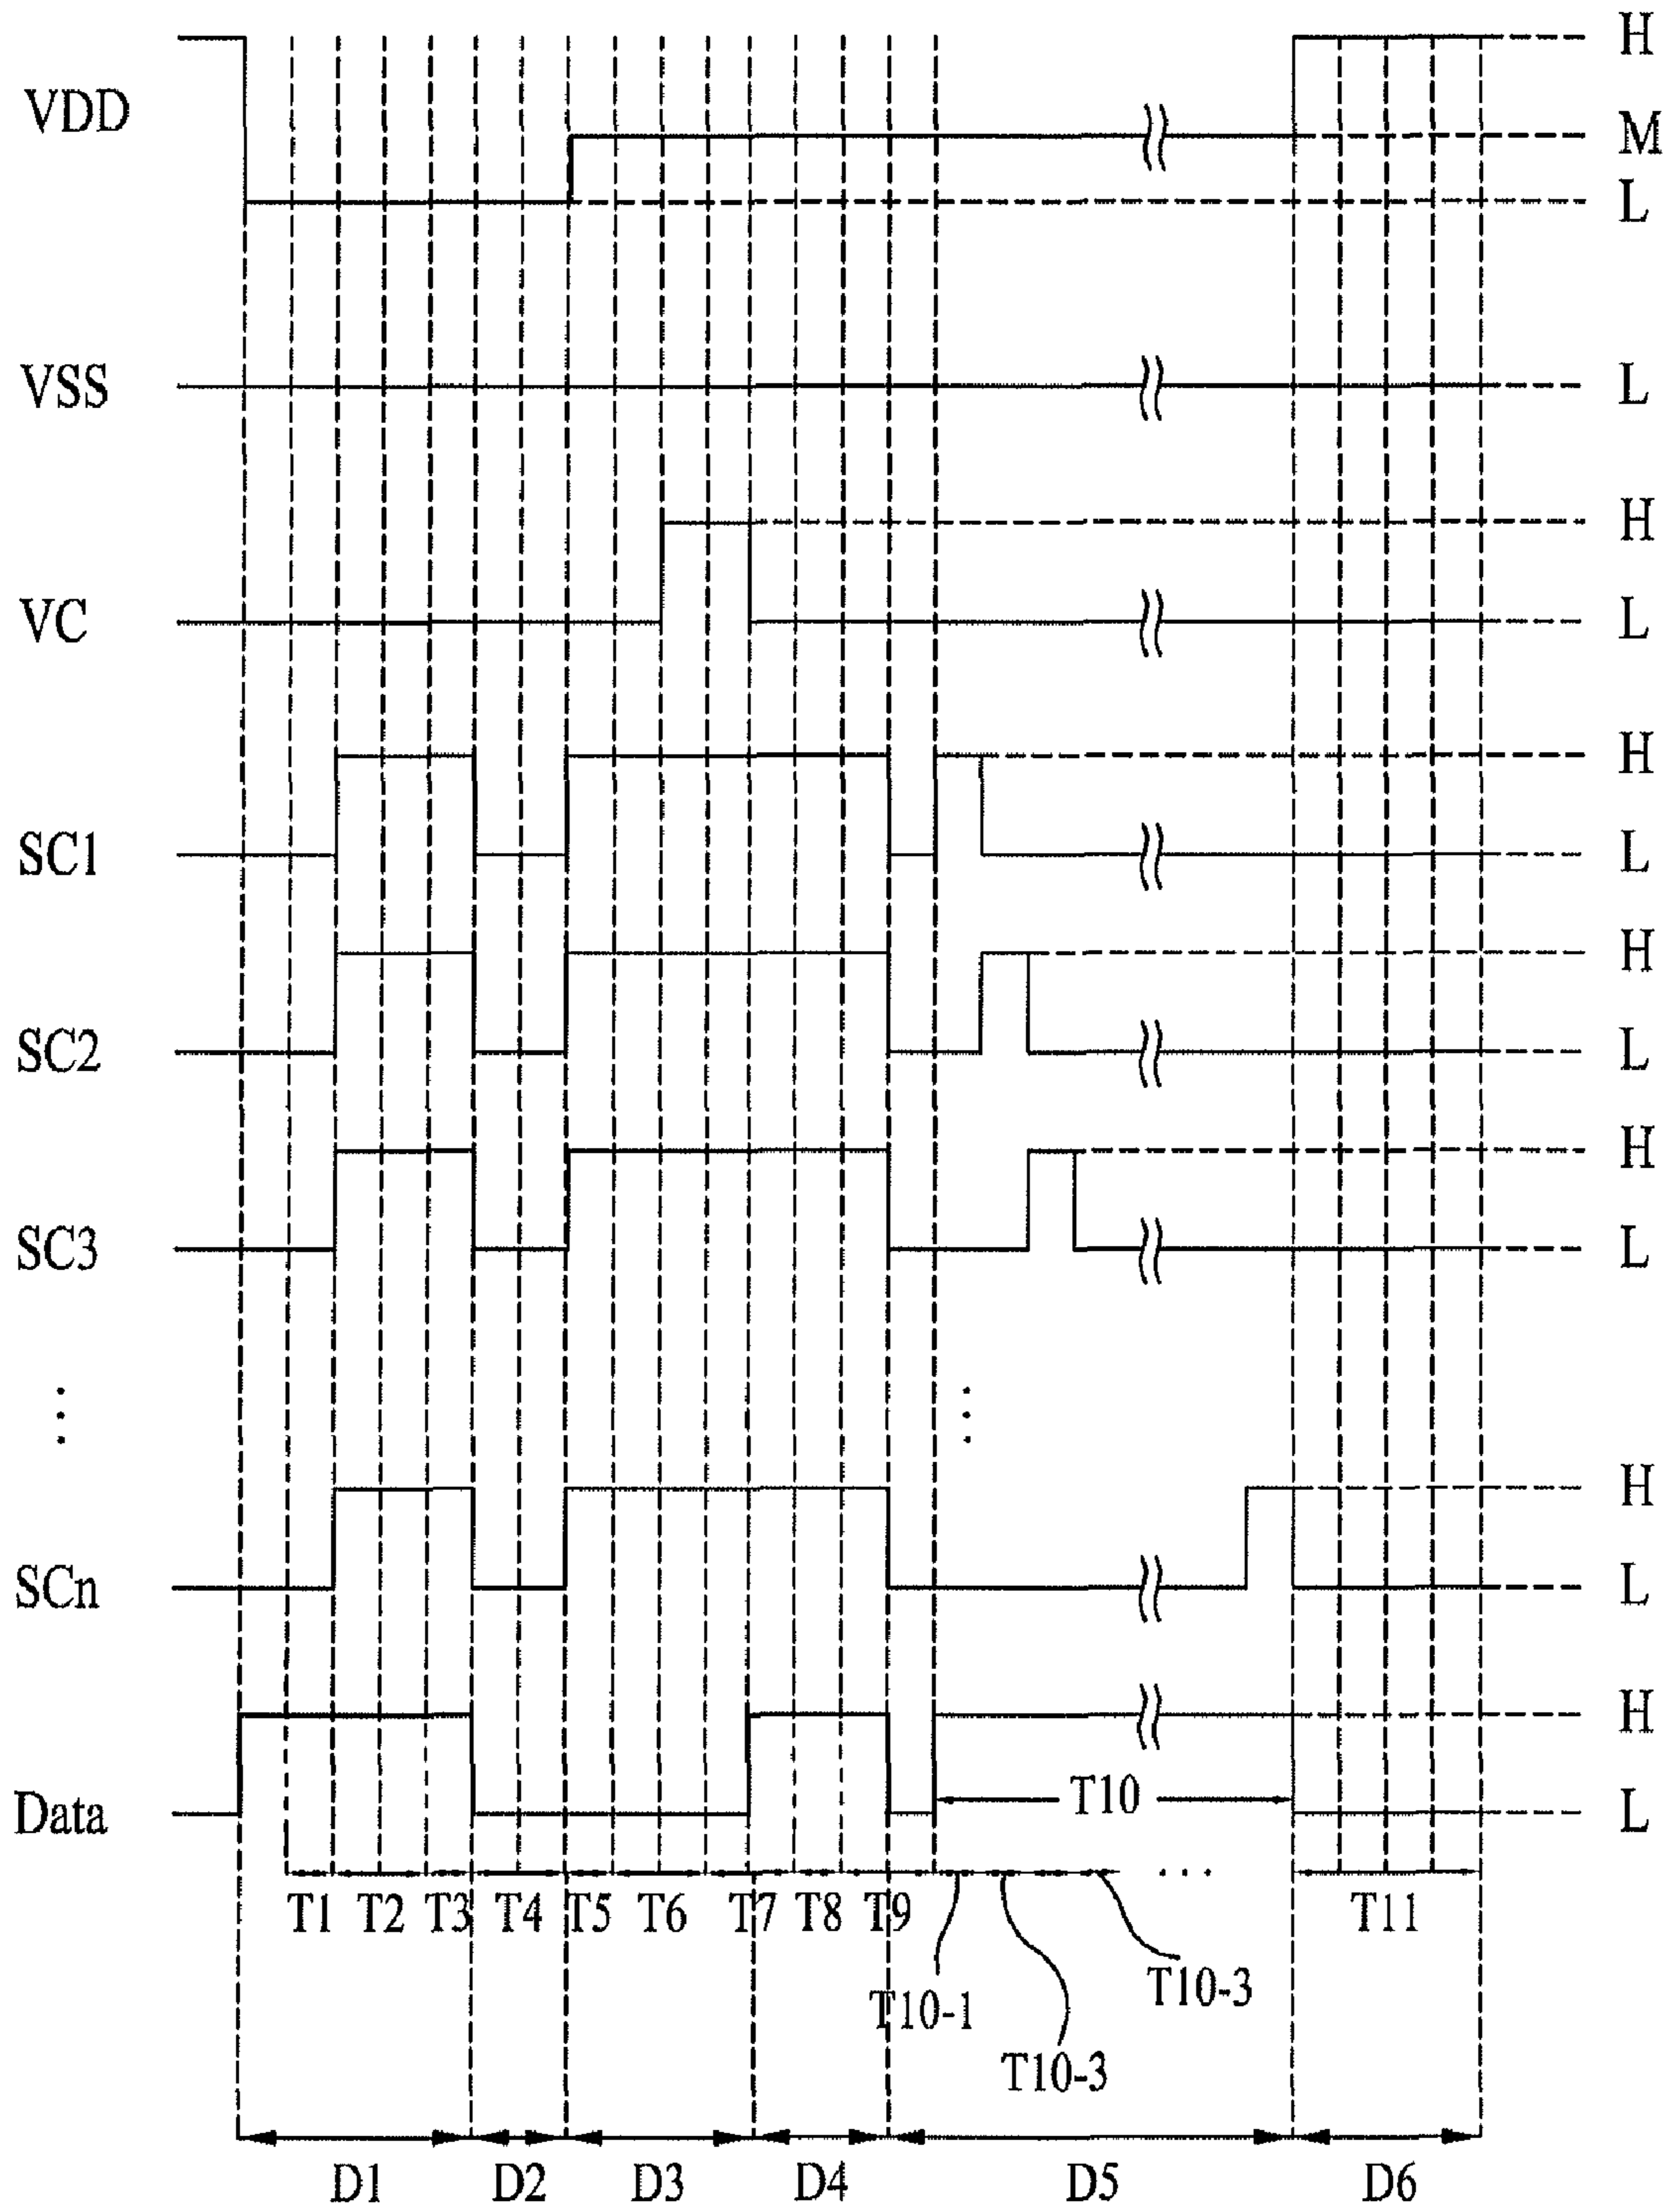 H
VDD
M
L
VSS
L
H
VC
L
H
SC1
L
H
SC2
L
H
SC3
L
⋮ ⋮
H
SCn
L
H
T10
Data
L
...
T1 T2 T3 T4 T5 T6 T7 T8 T9 T11
T10-3
T10-1
T10-3
D1 D2 D3 D4 D5 D6